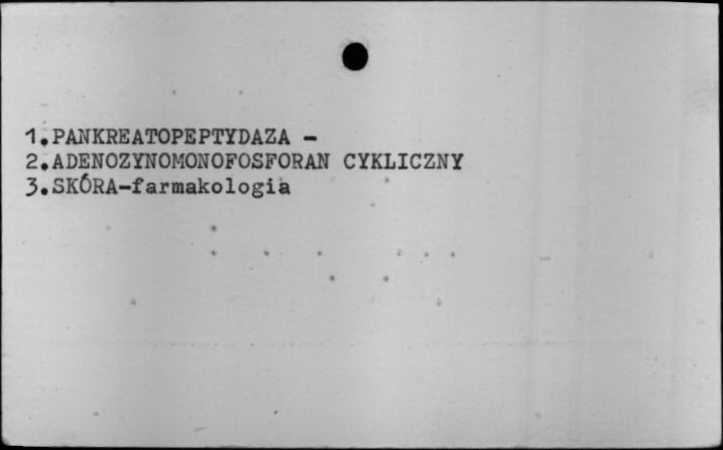 1.PANKREATOPEPTYDAZA -
2.ADENOZYNOMONOFOSFORAN CYKLICZNY
3.SKÓRA-farmakologia